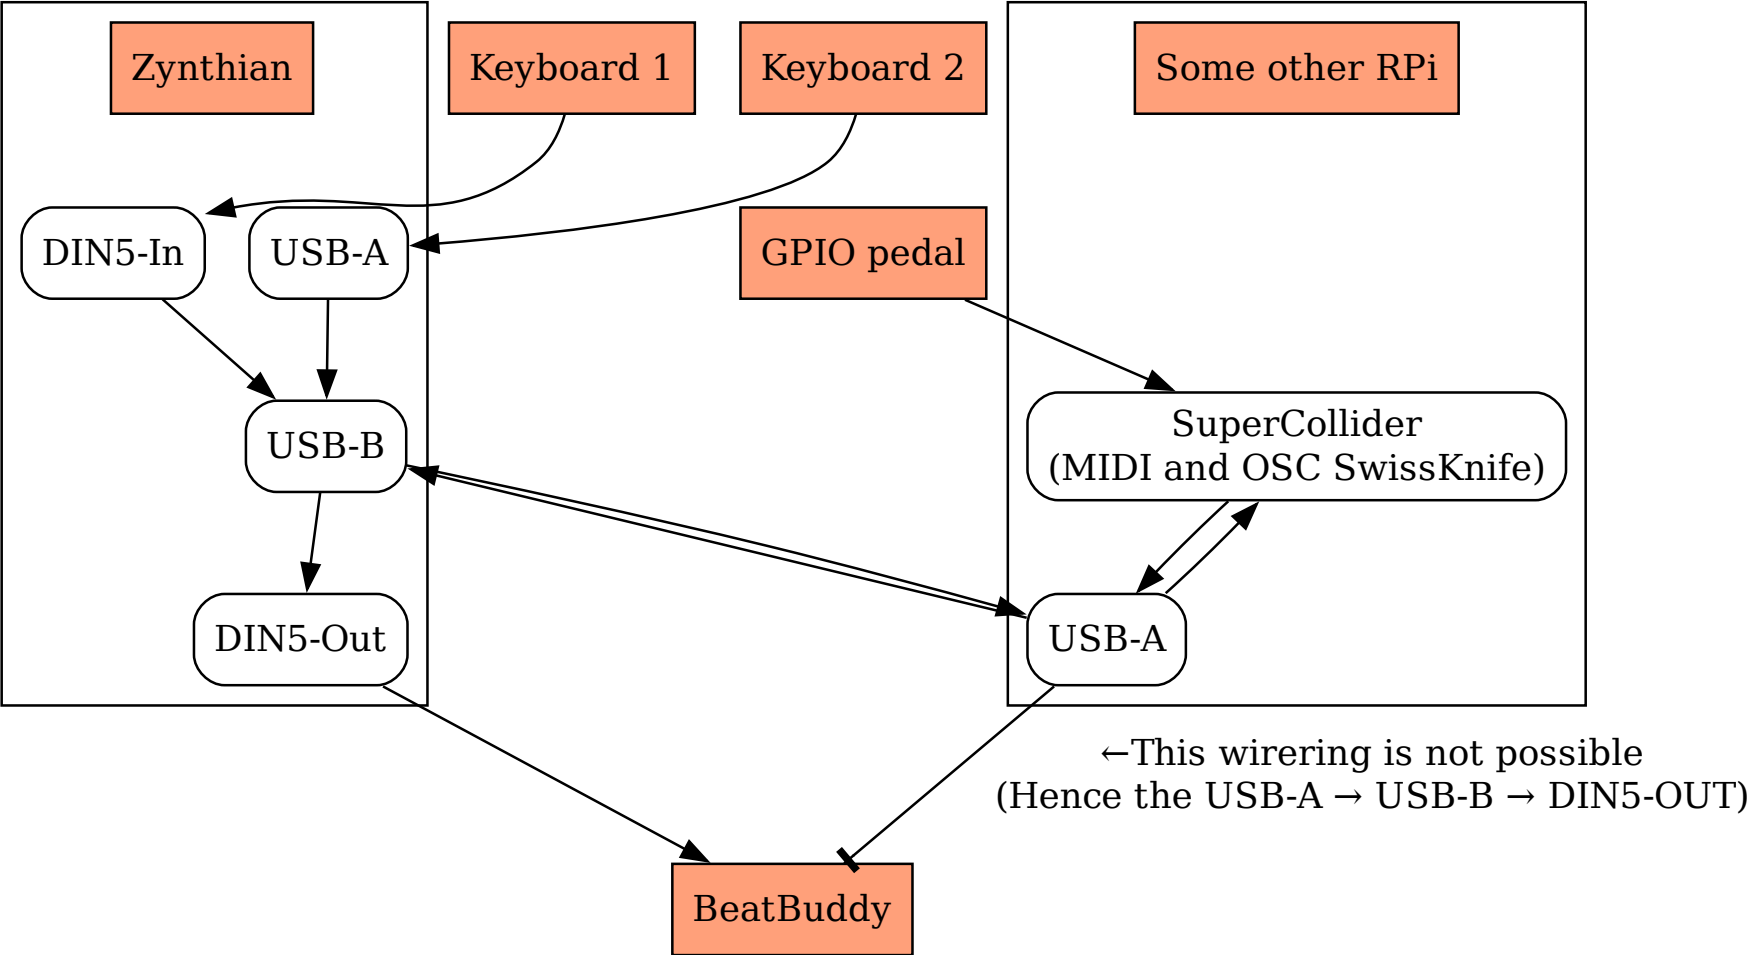 Zynthian
Keyboard 1
Keyboard 2
Some other RPi
DIN5-In
USB-A
GPIO pedal
USB-B
SuperCollider
(MIDI and OSC SwissKnife)
DIN5-Out
USB-A
←This wirering is not possible
(Hence the USB-A → USB-B → DIN5-OUT)
BeatBuddy